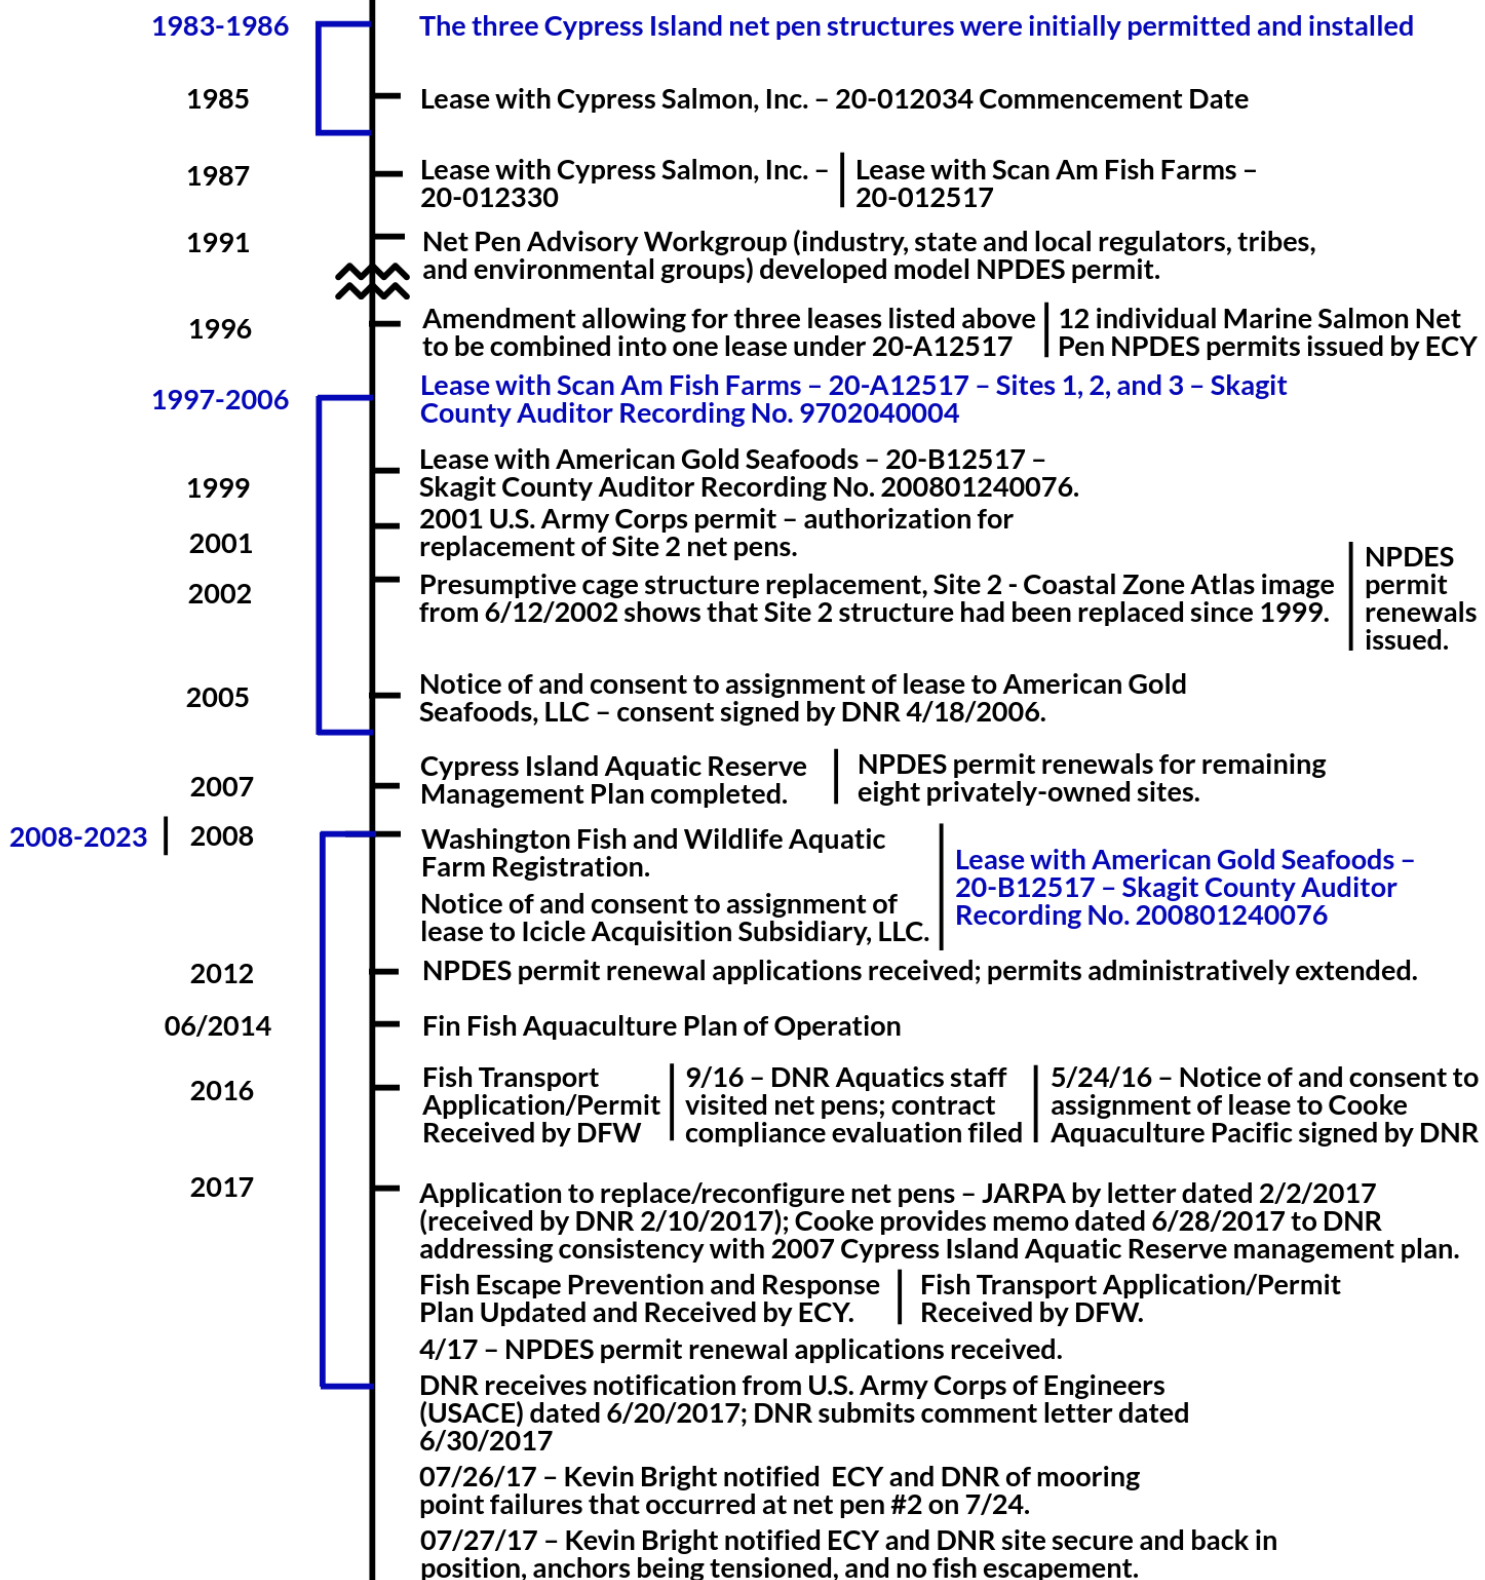 1983-1986
The three Cypress Island net pen structures were initially permitted and installed
1985
Lease with Cypress Salmon, Inc. – 20-012034 Commencement Date
1987
Lease with Cypress Salmon, Inc. –
20-012330
Lease with Scan Am Fish Farms –
20-012517
1991
Net Pen Advisory Workgroup (industry, state and local regulators, tribes,
and environmental groups) developed model NPDES permit.
1996
Amendment allowing for three leases listed above
to be combined into one lease under 20-A12517
12 individual Marine Salmon Net
Pen NPDES permits issued by ECY
1997-2006
Lease with Scan Am Fish Farms – 20-A12517 – Sites 1, 2, and 3 – Skagit
County Auditor Recording No. 9702040004
1999
Lease with American Gold Seafoods – 20-B12517 –
Skagit County Auditor Recording No. 200801240076.
2001
2001 U.S. Army Corps permit – authorization for
replacement of Site 2 net pens.
2002
Presumptive cage structure replacement, Site 2 - Coastal Zone Atlas image
from 6/12/2002 shows that Site 2 structure had been replaced since 1999.
NPDES
permit
renewals
issued.
2005
Notice of and consent to assignment of lease to American Gold
Seafoods, LLC – consent signed by DNR 4/18/2006.
2007
Cypress Island Aquatic Reserve
Management Plan completed.
NPDES permit renewals for remaining
eight privately-owned sites.
2008-2023
2008
Washington Fish and Wildlife Aquatic
Farm Registration.
Notice of and consent to assignment of
lease to Icicle Acquisition Subsidiary, LLC.
Lease with American Gold Seafoods –
20-B12517 – Skagit County Auditor
Recording No. 200801240076
2012
NPDES permit renewal applications received; permits administratively extended.
06/2014
Fin Fish Aquaculture Plan of Operation
2016
Fish Transport
Application/Permit
Received by DFW
9/16 – DNR Aquatics staff
visited net pens; contract
compliance evaluation filed
5/24/16 – Notice of and consent to
assignment of lease to Cooke
Aquaculture Pacific signed by DNR
2017
Application to replace/reconfigure net pens – JARPA by letter dated 2/2/2017
(received by DNR 2/10/2017); Cooke provides memo dated 6/28/2017 to DNR
addressing consistency with 2007 Cypress Island Aquatic Reserve management plan.
Fish Escape Prevention and Response
Plan Updated and Received by ECY.
Fish Transport Application/Permit
Received by DFW.
4/17 – NPDES permit renewal applications received.
DNR receives notification from U.S. Army Corps of Engineers
(USACE) dated 6/20/2017; DNR submits comment letter dated
6/30/2017
07/26/17 – Kevin Bright notified  ECY and DNR of mooring
point failures that occurred at net pen #2 on 7/24.
07/27/17 – Kevin Bright notified ECY and DNR site secure and back in
position, anchors being tensioned, and no fish escapement.